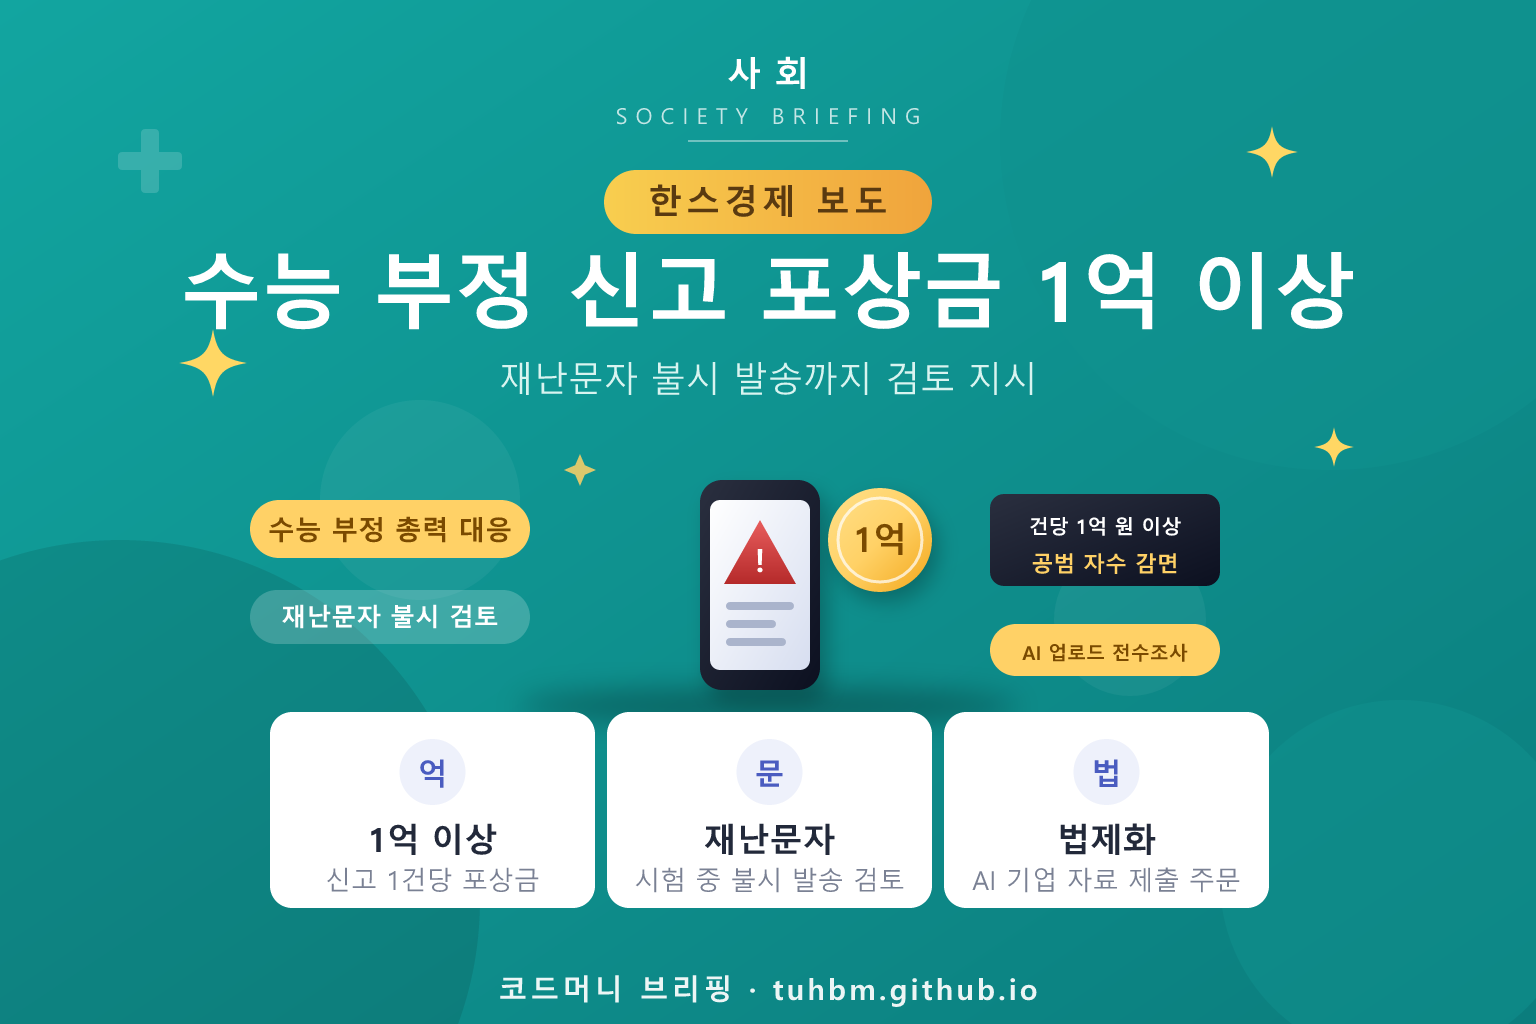 사회
SOCIETY BRIEFING
한스경제 보도
수능 부정 신고 포상금 1억 이상
재난문자 불시 발송까지 검토 지시
수능 부정 총력 대응
재난문자 불시 검토
!
1억
건당 1억 원 이상
공범 자수 감면
AI 업로드 전수조사
억
1억 이상
신고 1건당 포상금
문
재난문자
시험 중 불시 발송 검토
법
법제화
AI 기업 자료 제출 주문
코드머니 브리핑 · tuhbm.github.io